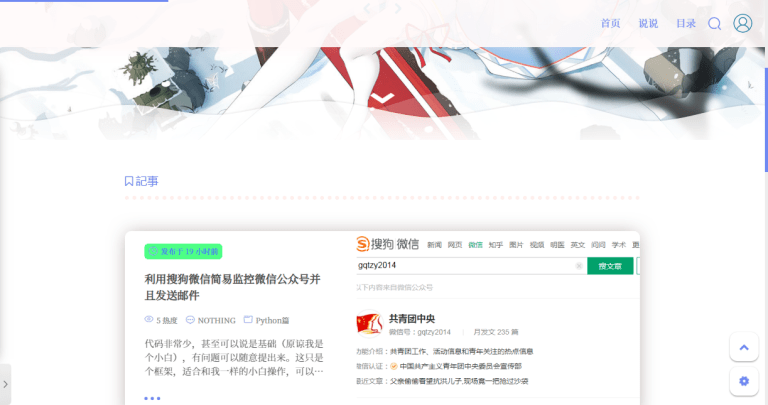 首页 说说 目录
記事
发布于 19 小时前
利用搜狗微信简易监控微信公众号并
且发送邮件
5 热度 NOTHING Python篇
代码非常少，甚至可以说是基础（原谅我是
个小白），有问题可以随意提出来。这只是
个框架，适合和我一样的小白操作，可以…
搜狗 微信 新闻 网页 微信 知乎 图片 视频 明医 英文 问问 学术 更
gqtzy2014 搜文章
以下内容来自微信公众号
共青团中央
微信号：gqtzy2014 月发文 235 篇
功能介绍：共青团工作、活动信息和青年关注的热点信息
微信认证： 中国共产主义青年团中央委员会宣传部
最近文章：父亲偷偷看望抗洪儿子,现场竟一把抢过沙袋